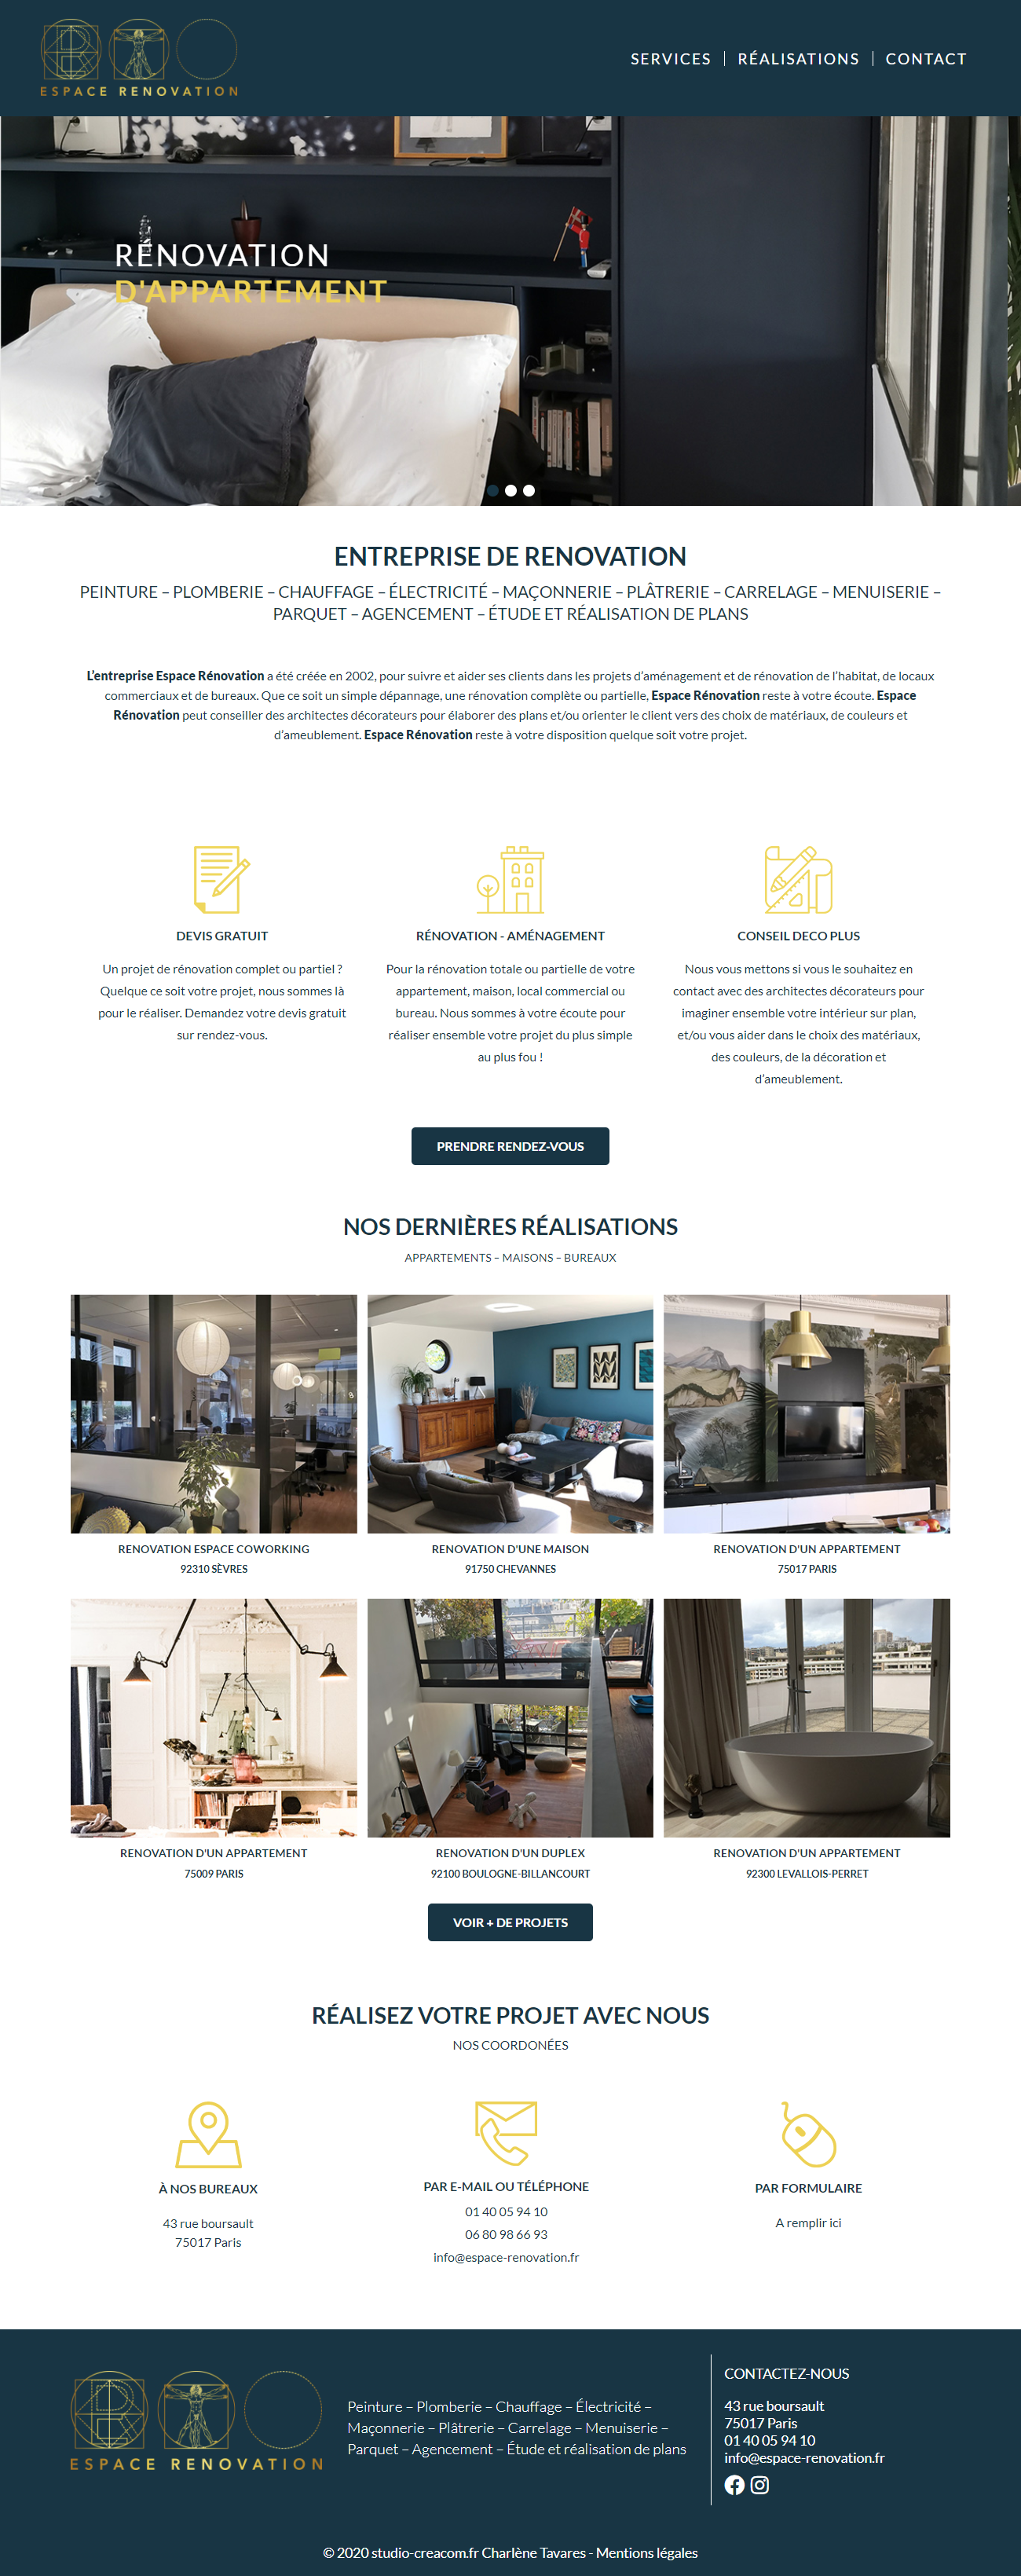 ESPACE RENOVATION
SERVICES
RÉALISATIONS
CONTACT
RÉNOVATION
D'APPARTEMENT
ENTREPRISE DE RENOVATION
PEINTURE – PLOMBERIE – CHAUFFAGE – ÉLECTRICITÉ – MAÇONNERIE – PLÂTRERIE – CARRELAGE – MENUISERIE –
PARQUET – AGENCEMENT – ÉTUDE ET RÉALISATION DE PLANS
L'entreprise Espace Rénovation a été créée en 2002, pour suivre et aider ses clients dans les projets d'aménagement et de rénovation de l'habitat, de locaux
commerciaux et de bureaux. Que ce soit un simple dépannage, une rénovation complète ou partielle, Espace Rénovation reste à votre écoute. Espace
Rénovation peut conseiller des architectes décorateurs pour élaborer des plans et/ou orienter le client vers des choix de matériaux, de couleurs et
d'ameublement. Espace Rénovation reste à votre disposition quelque soit votre projet.
DEVIS GRATUIT
Un projet de rénovation complet ou partiel ?
Quelque ce soit votre projet, nous sommes là
pour le réaliser. Demandez votre devis gratuit
sur rendez-vous.
RÉNOVATION - AMÉNAGEMENT
Pour la rénovation totale ou partielle de votre
appartement, maison, local commercial ou
bureau. Nous sommes à votre écoute pour
réaliser ensemble votre projet du plus simple
au plus fou !
CONSEIL DECO PLUS
Nous vous mettons si vous le souhaitez en
contact avec des architectes décorateurs pour
imaginer ensemble votre intérieur sur plan,
et/ou vous aider dans le choix des matériaux,
des couleurs, de la décoration et
d'ameublement.
PRENDRE RENDEZ-VOUS
NOS DERNIÈRES RÉALISATIONS
APPARTEMENTS – MAISONS – BUREAUX
RENOVATION ESPACE COWORKING
92310 SÈVRES
RENOVATION D'UNE MAISON
91750 CHEVANNES
RENOVATION D'UN APPARTEMENT
75017 PARIS
RENOVATION D'UN APPARTEMENT
75009 PARIS
RENOVATION D'UN DUPLEX
92100 BOULOGNE-BILLANCOURT
RENOVATION D'UN APPARTEMENT
92300 LEVALLOIS-PERRET
VOIR + DE PROJETS
RÉALISEZ VOTRE PROJET AVEC NOUS
NOS COORDONÉES
À NOS BUREAUX
43 rue boursault
75017 Paris
PAR E-MAIL OU TÉLÉPHONE
01 40 05 94 10
06 80 98 66 93
info@espace-renovation.fr
PAR FORMULAIRE
A remplir ici
ESPACE RENOVATION
Peinture – Plomberie – Chauffage – Électricité –
Maçonnerie – Plâtrerie – Carrelage – Menuiserie –
Parquet – Agencement – Étude et réalisation de plans
CONTACTEZ-NOUS
43 rue boursault
75017 Paris
01 40 05 94 10
info@espace-renovation.fr
© 2020 studio-creacom.fr Charlène Tavares - Mentions légales